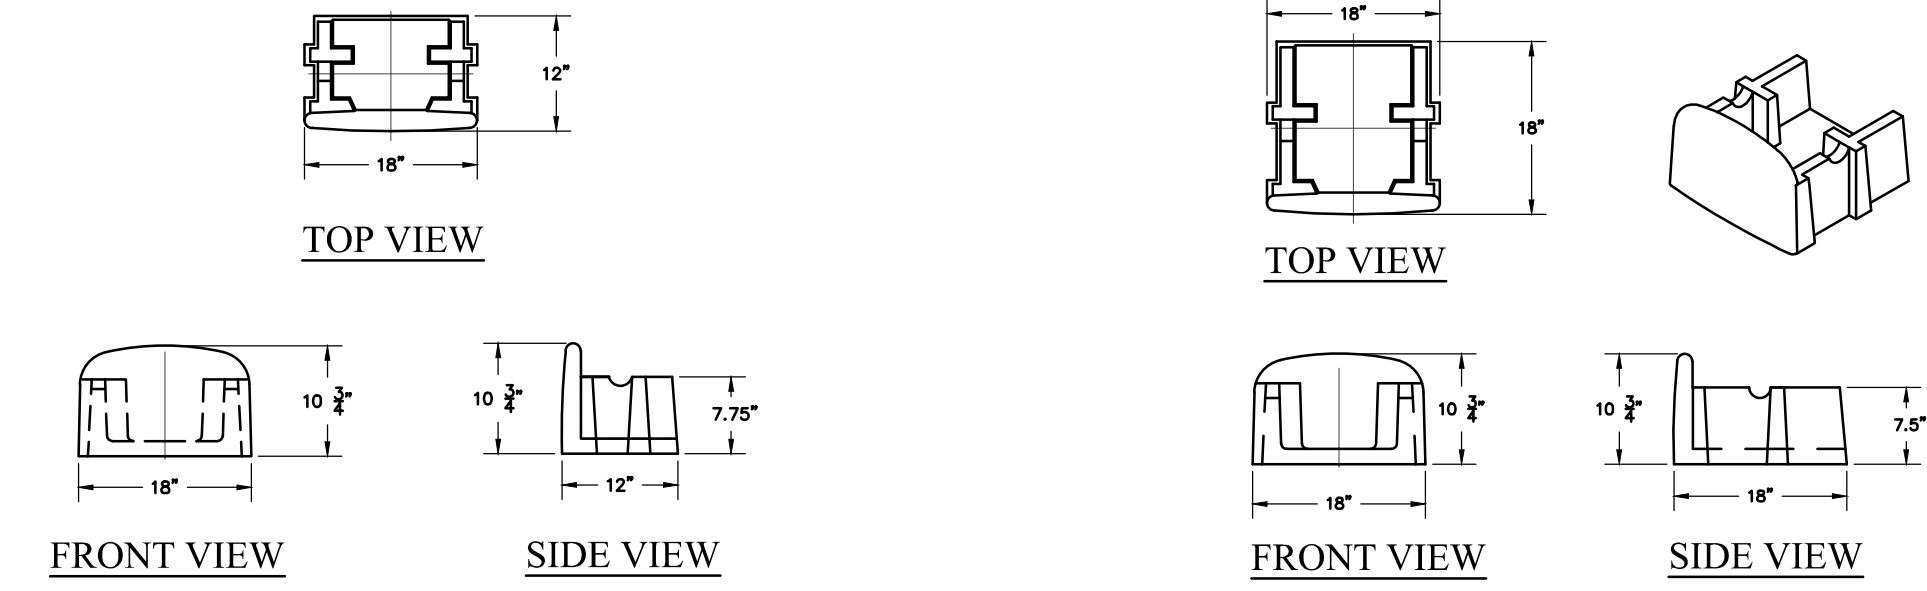 12”
18”
TOP VIEW
10 3/4”
18”
FRONT VIEW
10 3/4”
7.75”
12”
SIDE VIEW
18”
18”
TOP VIEW
10 3/4”
18”
FRONT VIEW
10 3/4”
7.5”
18”
SIDE VIEW